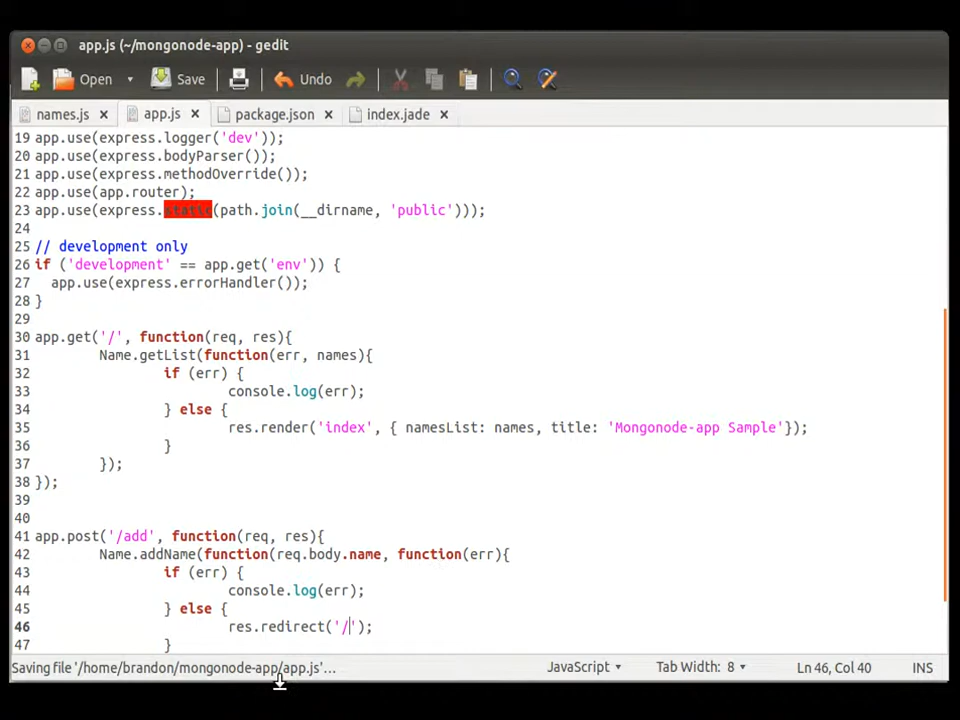 app.js (~/mongonode-app) - gedit
Open Save Undo
names.js app.js package.json index.jade
19 app.use(express.logger('dev'));
20 app.use(express.bodyParser());
21 app.use(express.methodOverride());
22 app.use(app.router);
23 app.use(express.static(path.join(__dirname, 'public')));
24
25 // development only
26 if ('development' == app.get('env')) {
27 app.use(express.errorHandler());
28 }
29
30 app.get('/', function(req, res){
31 Name.getList(function(err, names){
32 if (err) {
33 console.log(err);
34 } else {
35 res.render('index', { namesList: names, title: 'Mongonode-app Sample'});
36 }
37 });
38 });
39
40
41 app.post('/add', function(req, res){
42 Name.addName(function(req.body.name, function(err){
43 if (err) {
44 console.log(err);
45 } else {
46 res.redirect('/');
47 }
Saving file '/home/brandon/mongonode-app/app.js'... JavaScript Tab Width: 8 Ln 46, Col 40 INS